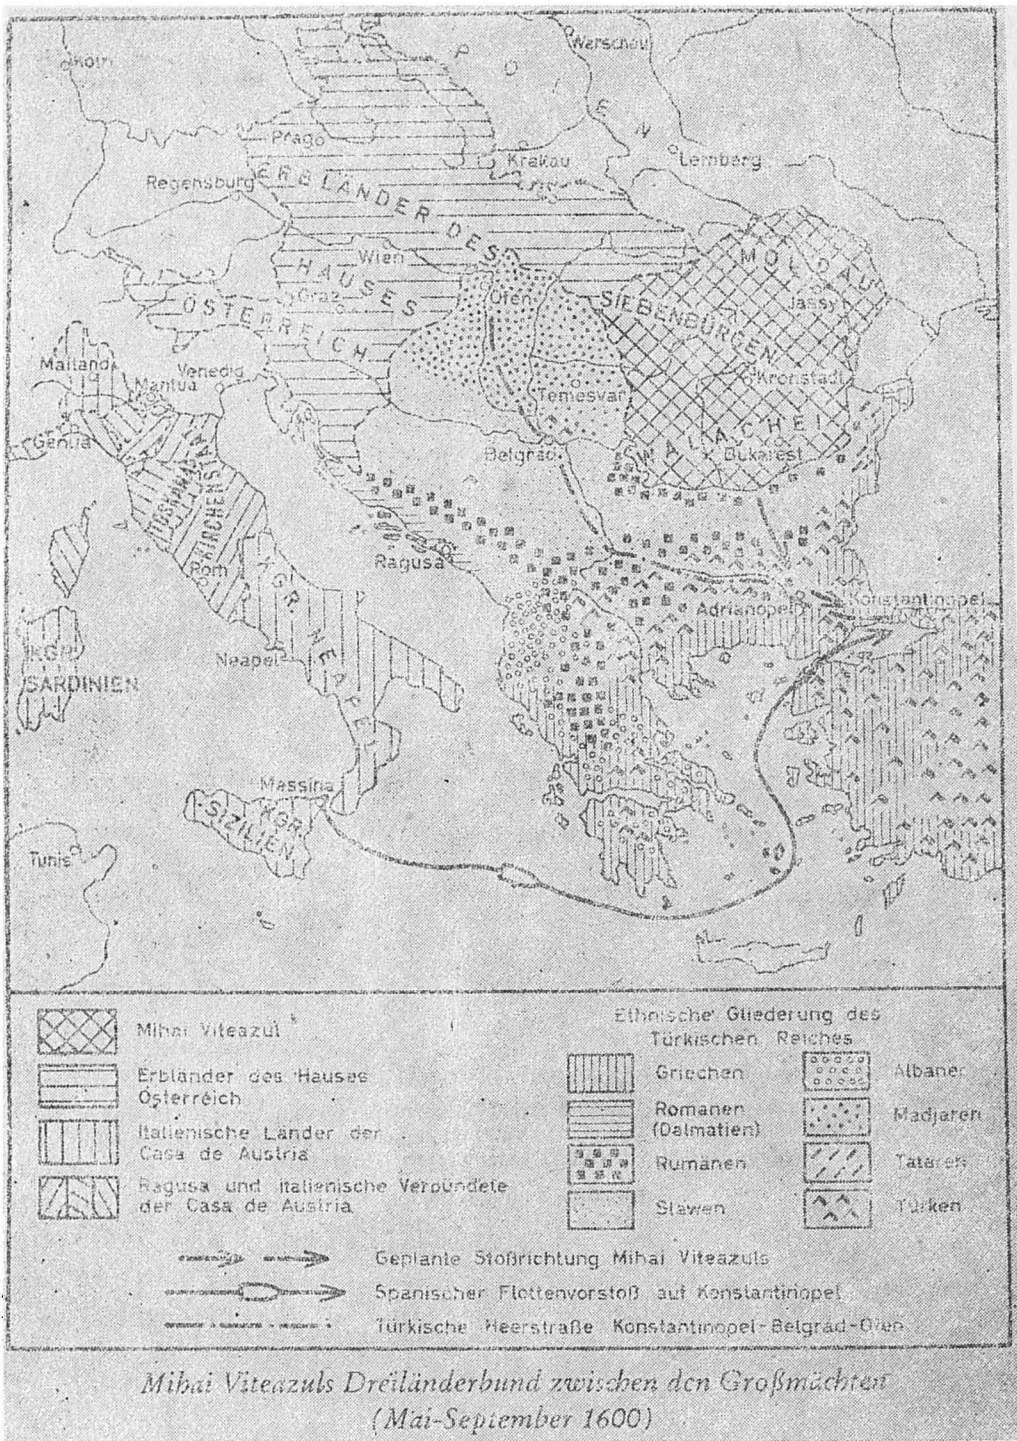 Köln
Warschau
POLEN
Prago
Krakau
Lemberg
Regensburg
ERBLÄNDER DES
HAUSES
ÖSTERREICH
Wien
Graz
Ofen
MOLDAU
Jassy
SIEBENBÜRGEN
Kronstadt
Temesvar
WALACHEI
Bukarest
Belgrad
Mailand
Mantua
Venedig
Genua
TOSKANA
KIRCHENSTAAT
Rom
Ragusa
Adrianopel
Konstantinopel
KGR. NEAPEL
Neapel
KGR.
SARDINIEN
Messina
KGR.
SIZILIEN
Tunis
Mihai Viteazul
Erbländer des Hauses
Österreich
Italienische Länder der
Casa de Austria
Ragusa und italienische Verbündete
der Casa de Austria
Ethnische Gliederung des
Türkischen Reiches
Griechen
Albaner
Romanen
(Dalmatien)
Madjaren
Rumänen
Tataren
Slawen
Türken
Geplante Stoßrichtung Mihai Viteazuls
Spanischer Flottenvorstoß auf Konstantinopel
Türkische Heerstraße Konstantinopel-Belgrad-Ofen
Mihai Viteazuls Dreiländerbund zwischen den Großmächten
(Mai-September 1600)